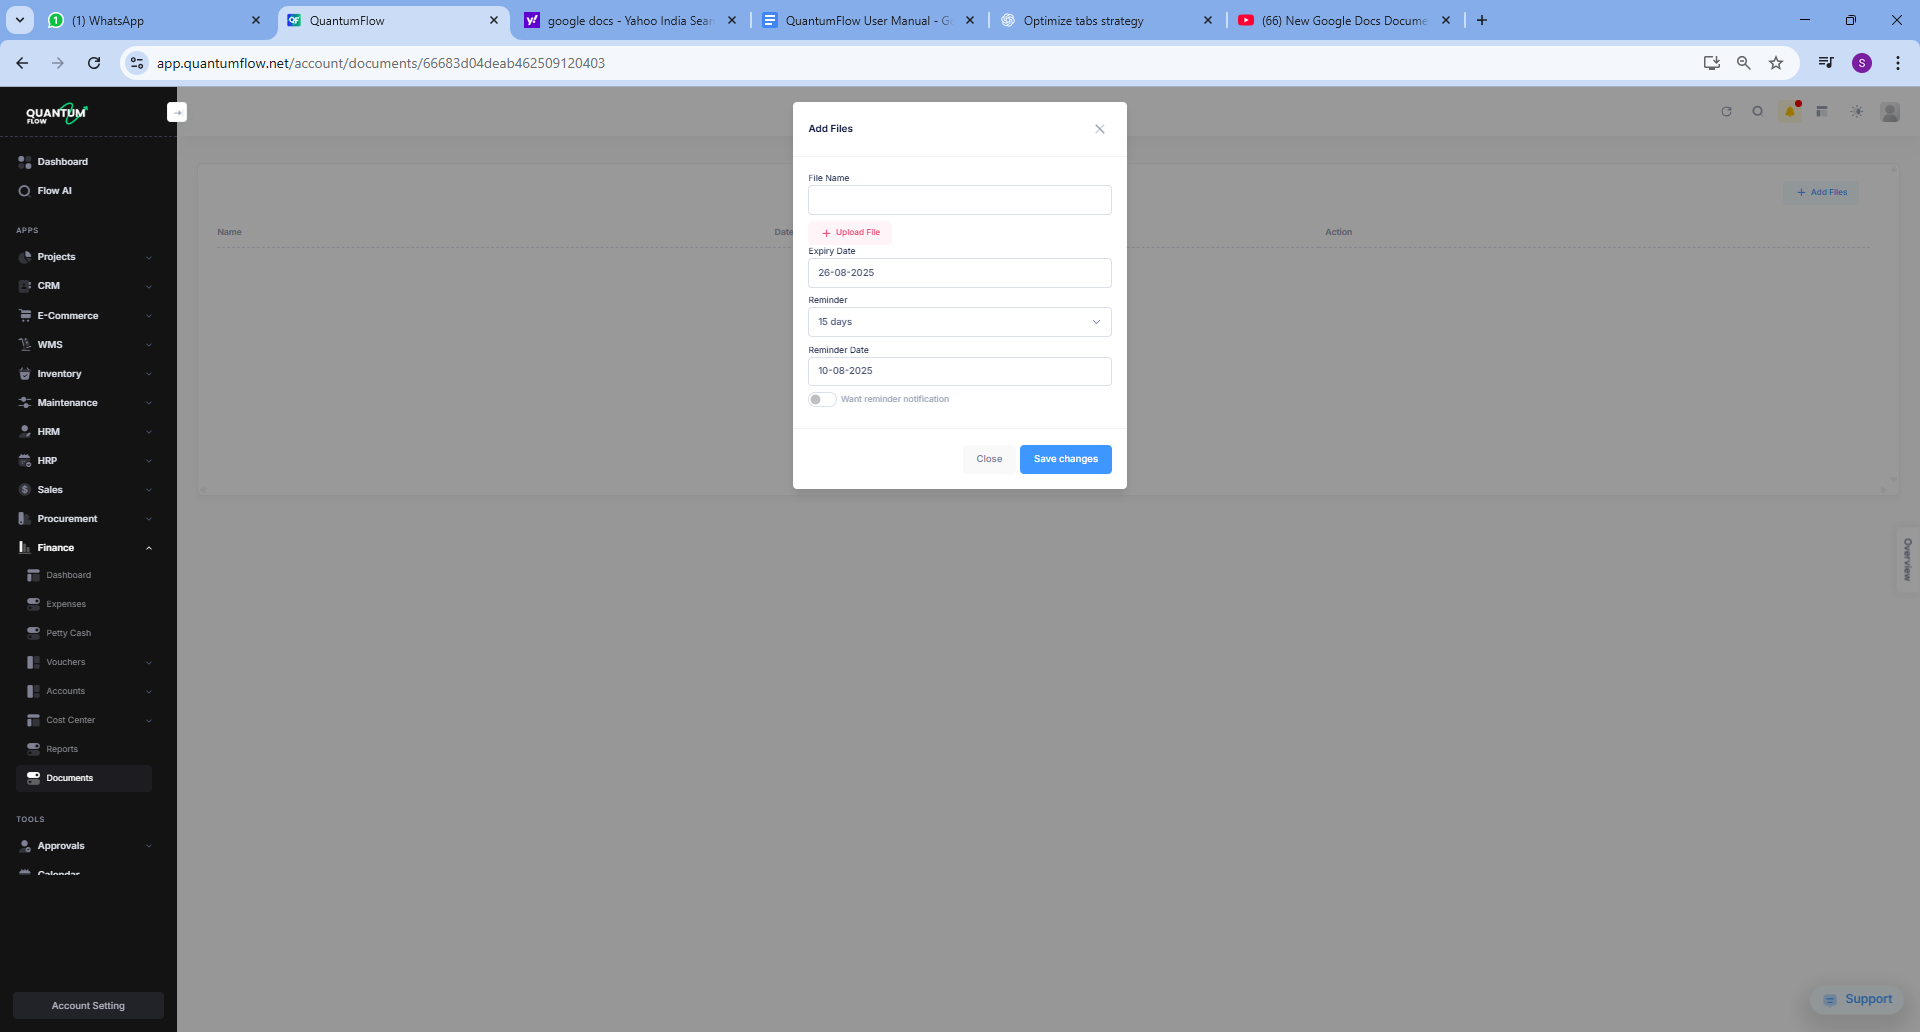 (1) WhatsApp
QuantumFlow
google docs - Yahoo India Sear
QuantumFlow User Manual - G
Optimize tabs strategy
(66) New Google Docs Docume
app.quantumflow.net/account/documents/66683d04deab462509120403
S
QUANTUM
FLOW
Dashboard
Flow AI
APPS
Projects
CRM
E-Commerce
WMS
Inventory
Maintenance
HRM
HRP
Sales
Procurement
Finance
Dashboard
Expenses
Petty Cash
Vouchers
Accounts
Cost Center
Reports
Documents
TOOLS
Approvals
Calendar
Account Setting
Add Files
Name
Date
Action
Add Files
File Name
Upload File
Expiry Date
26-08-2025
Reminder
15 days
Reminder Date
10-08-2025
Want reminder notification
Close
Save changes
Overview
Support